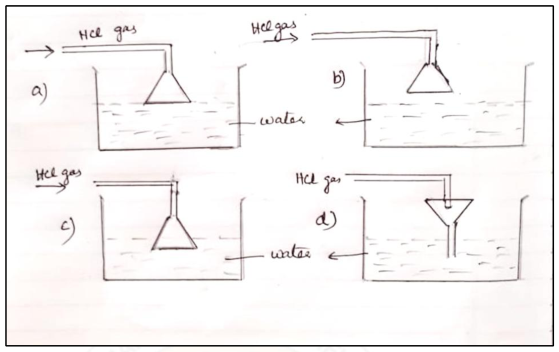 HCl gas
a)
HCl gas
b)
water
HCl gas
c)
HCl gas
d)
water